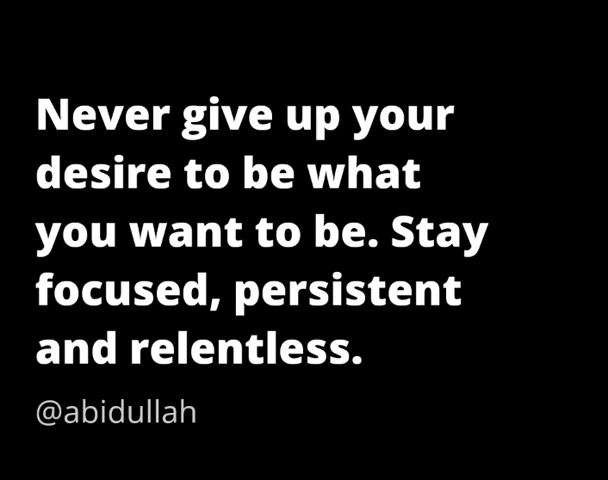 Never give up your
desire to be what
you want to be. Stay
focused, persistent
and relentless.
@abidullah